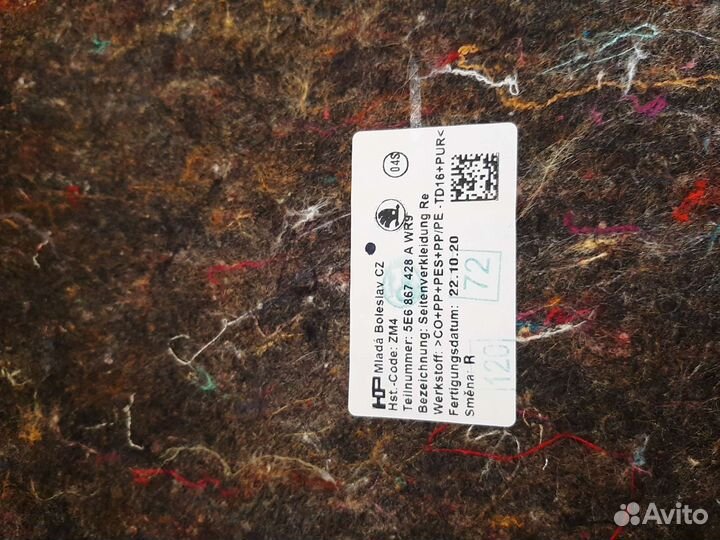 HP Mladá Boleslav CZ
Hst.-Code: ZM4
Teilnummer: 5E6 867 428 A WR9
Bezeichnung: Seitenverkleidung Re
Werkstoff: >CO+PP+PES+PP/PE -TD16+PUR<
Fertigungsdatum: 22.10.20
Směna: R
04S
72
120
Avito